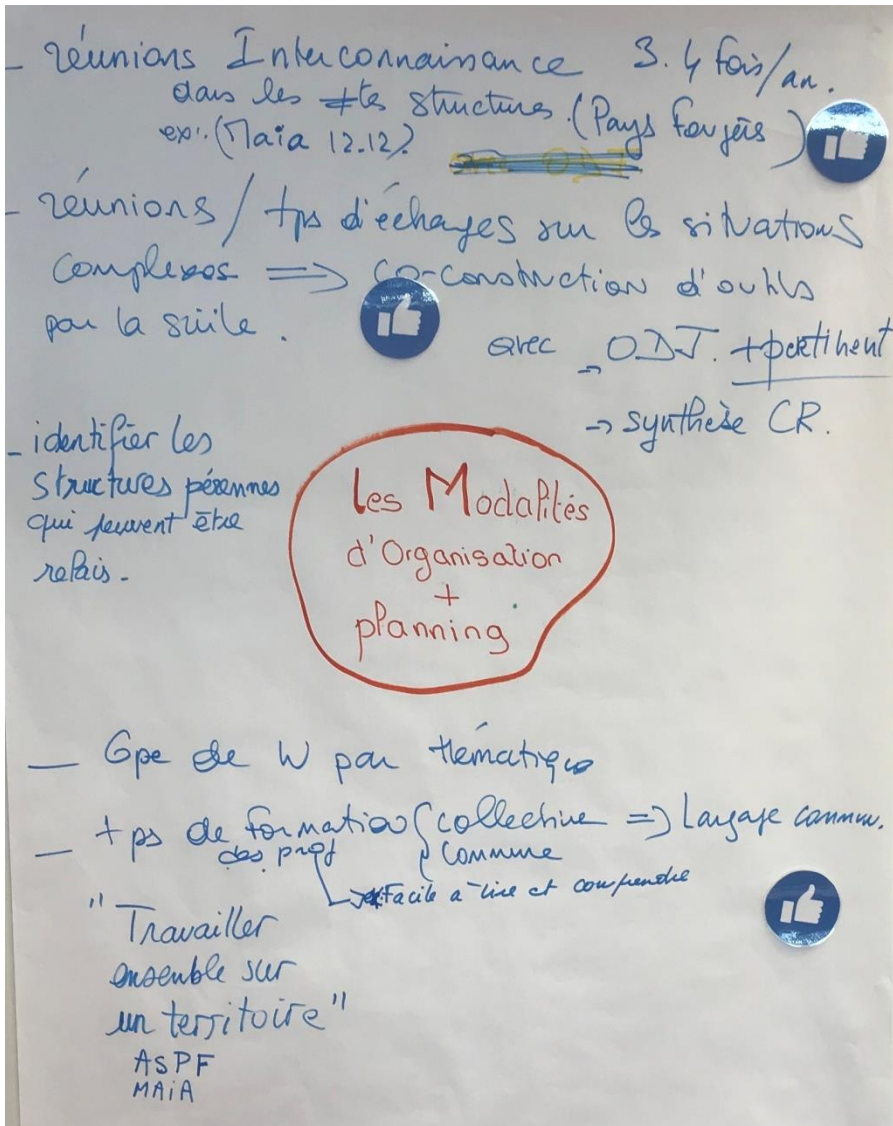 - réunions Interconnaissance 3.4 fois/an.
dans les ≠tes structures. (Pays Fougères)
ex: (Maia 12.12)
- réunions / tps d'échanges sur les situations
complexes => co-construction d'outils
par la suite.
avec → ODJ. + pertinent
→ synthèse CR.
- identifier les
structures pérennes
qui peuvent être
relais.
les Modalités
d'Organisation
+
planning
— Gpe de W par thématique
— tps de formation collective => Langage commun.
des prof commune
→ Facile à lire et comprendre
"Travailler
ensemble sur
un territoire"
ASPF
MAiA